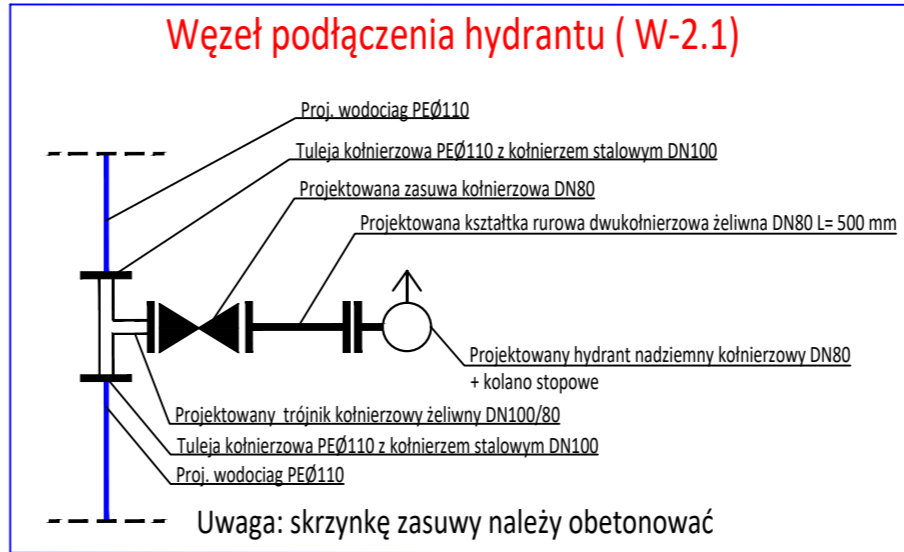 Węzeł podłączenia hydrantu ( W-2.1)
Proj. wodociąg PEØ110
Tuleja kołnierzowa PEØ110 z kołnierzem stalowym DN100
Projektowana zasuwa kołnierzowa DN80
Projektowana kształtka rurowa dwukołnierzowa żeliwna DN80 L= 500 mm
Projektowany hydrant nadziemny kołnierzowy DN80
+ kolano stopowe
Projektowany trójnik kołnierzowy żeliwny DN100/80
Tuleja kołnierzowa PEØ110 z kołnierzem stalowym DN100
Proj. wodociąg PEØ110
Uwaga: skrzynkę zasuwy należy obetonować